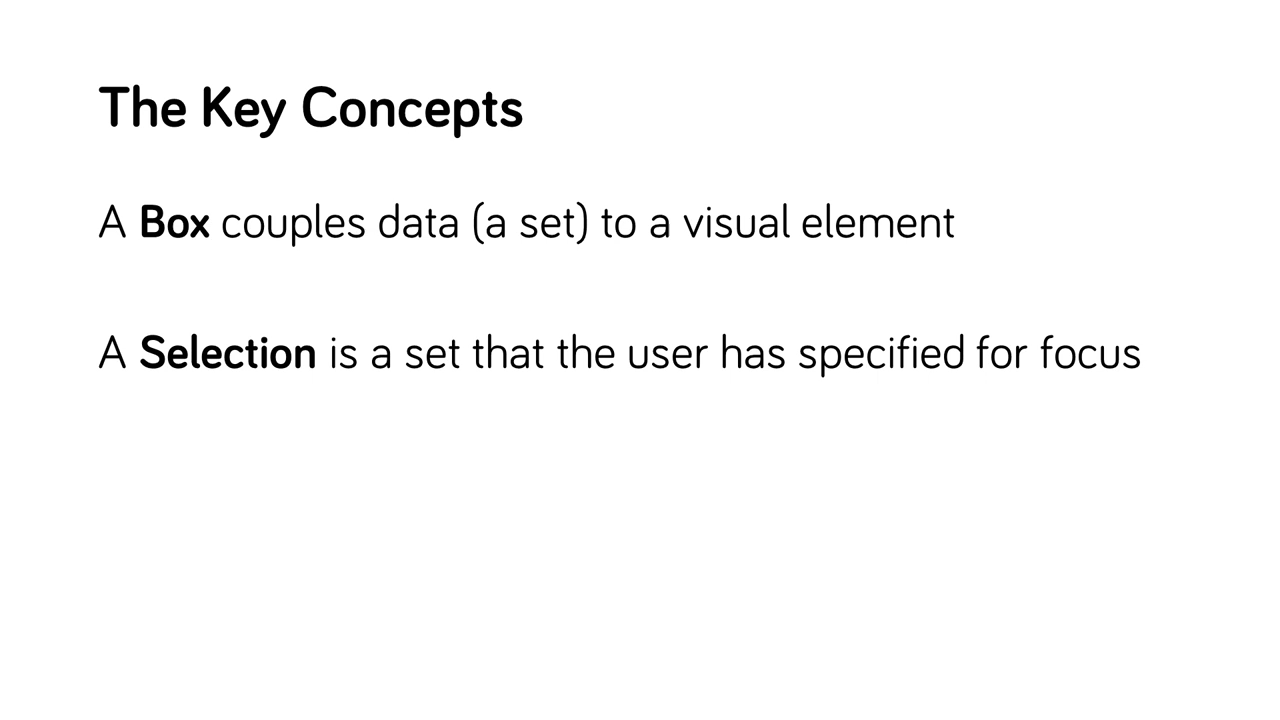 The Key Concepts
A Box couples data (a set) to a visual element
A Selection is a set that the user has specified for focus